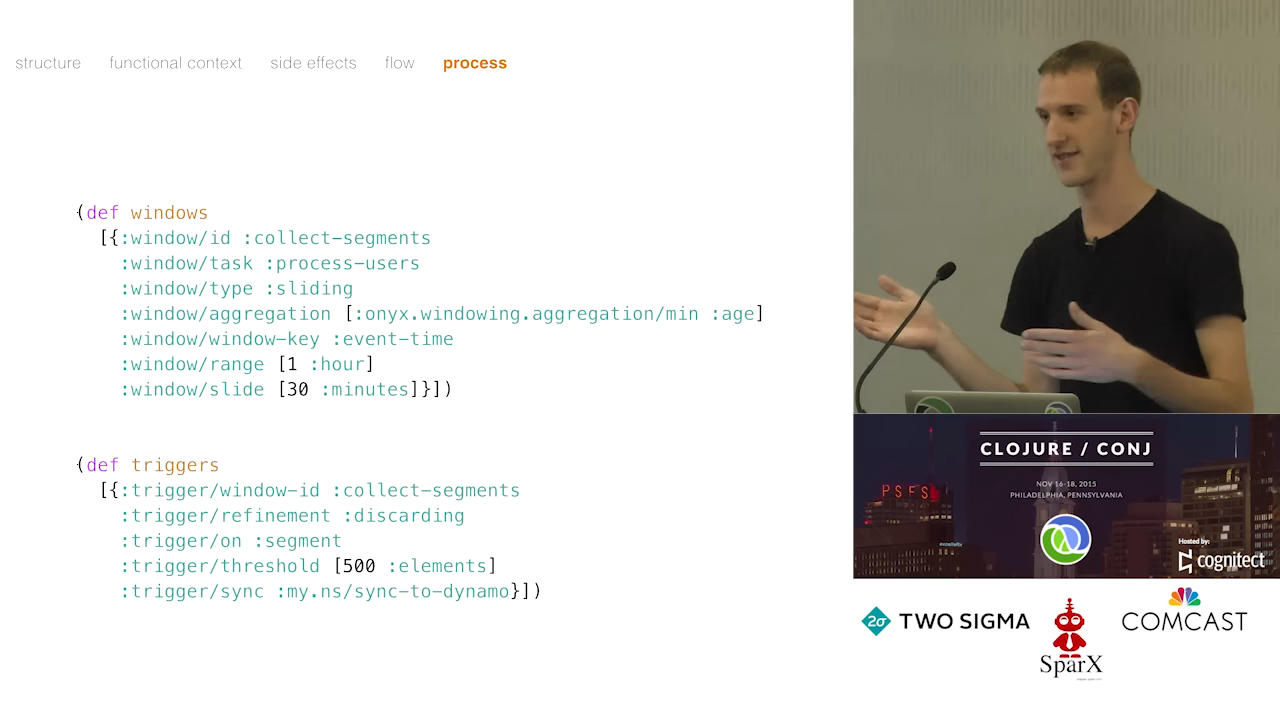 structure functional context side effects flow process
(def windows
[{:window/id :collect-segments
:window/task :process-users
:window/type :sliding
:window/aggregation [:onyx.windowing.aggregation/min :age]
:window/window-key :event-time
:window/range [1 :hour]
:window/slide [30 :minutes]}])
(def triggers
[{:trigger/window-id :collect-segments
:trigger/refinement :discarding
:trigger/on :segment
:trigger/threshold [500 :elements]
:trigger/sync :my.ns/sync-to-dynamo}])
CLOJURE / CONJ
NOV 16-18, 2015
PHILADELPHIA, PENNSYLVANIA
PSFS
Hosted by:
cognitect
2σ TWO SIGMA
SparX
COMCAST